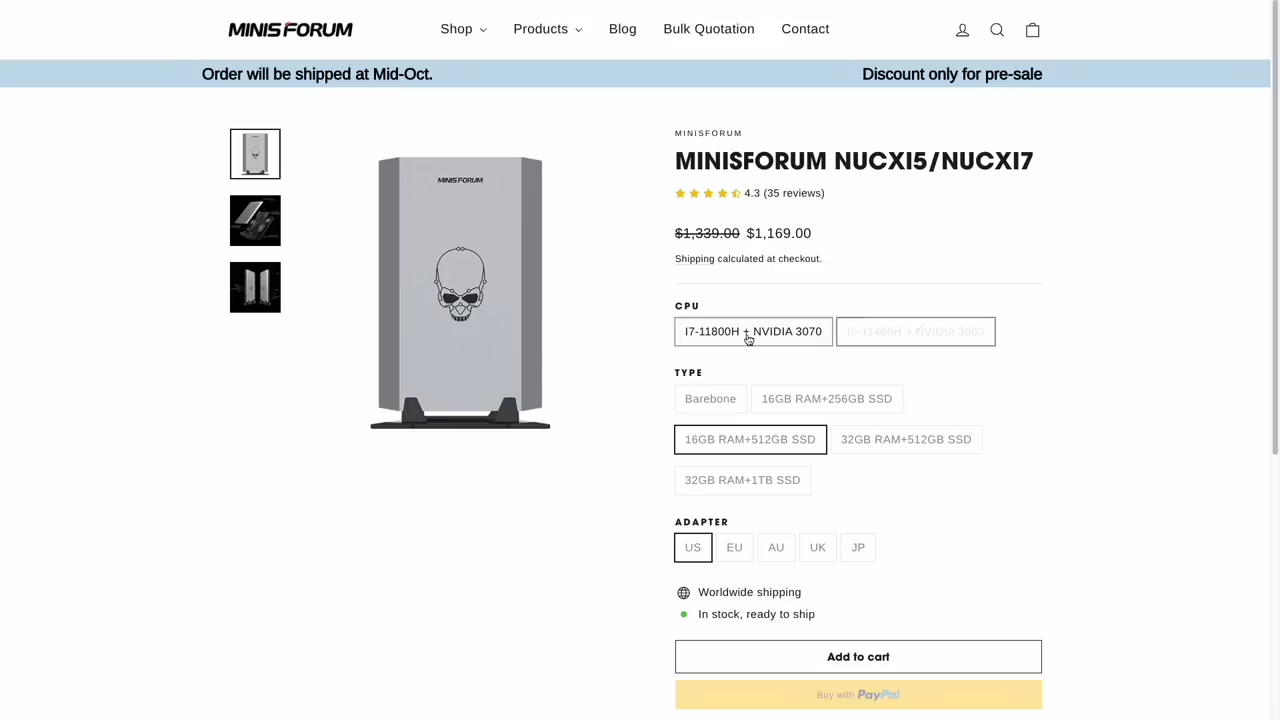 MINISFORUM
Shop
Products
Blog
Bulk Quotation
Contact
Order will be shipped at Mid-Oct.
Discount only for pre-sale
MINISFORUM
MINISFORUM
MINISFORUM NUCXI5/NUCXI7
4.3 (35 reviews)
$1,339.00 $1,169.00
Shipping calculated at checkout.
CPU
I7-11800H + NVIDIA 3070
I5-11400H + NVIDIA 3060
TYPE
Barebone
16GB RAM+256GB SSD
16GB RAM+512GB SSD
32GB RAM+512GB SSD
32GB RAM+1TB SSD
ADAPTER
US
EU
AU
UK
JP
Worldwide shipping
In stock, ready to ship
Add to cart
Buy with PayPal